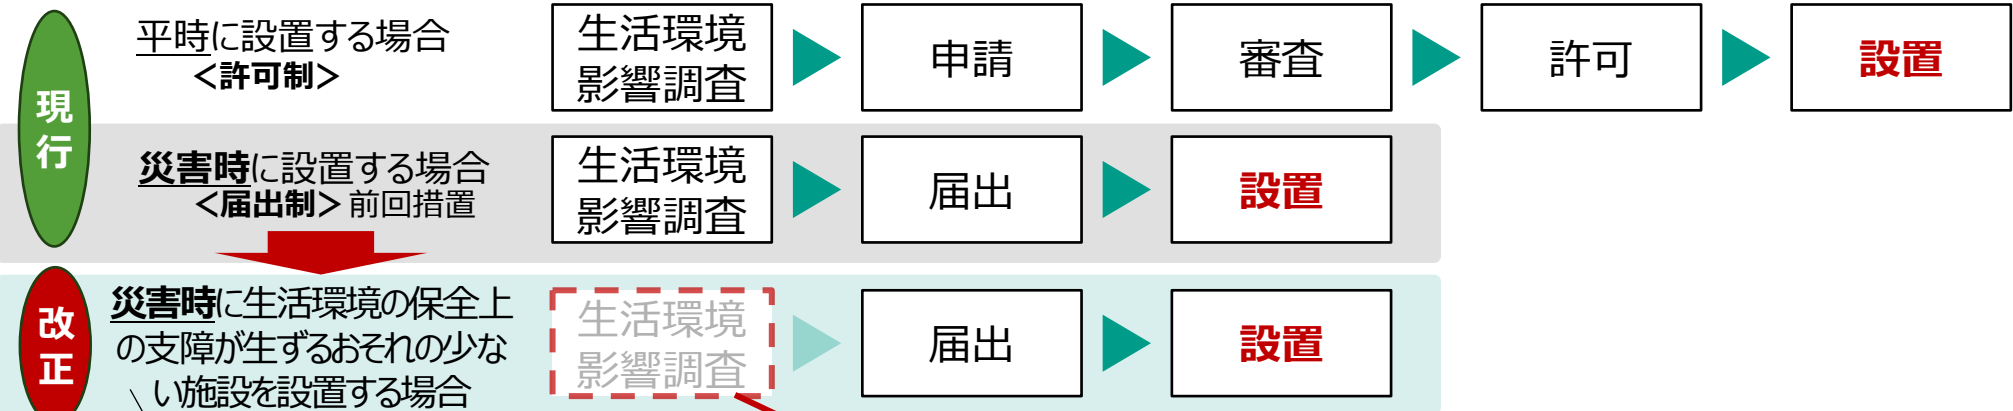 現行
平時に設置する場合
<許可制>
生活環境
影響調査
申請
審査
許可
設置
災害時に設置する場合
<届出制> 前回措置
生活環境
影響調査
届出
設置
改正
災害時に生活環境の保全上
の支障が生ずるおそれの少な
い施設を設置する場合
生活環境
影響調査
届出
設置